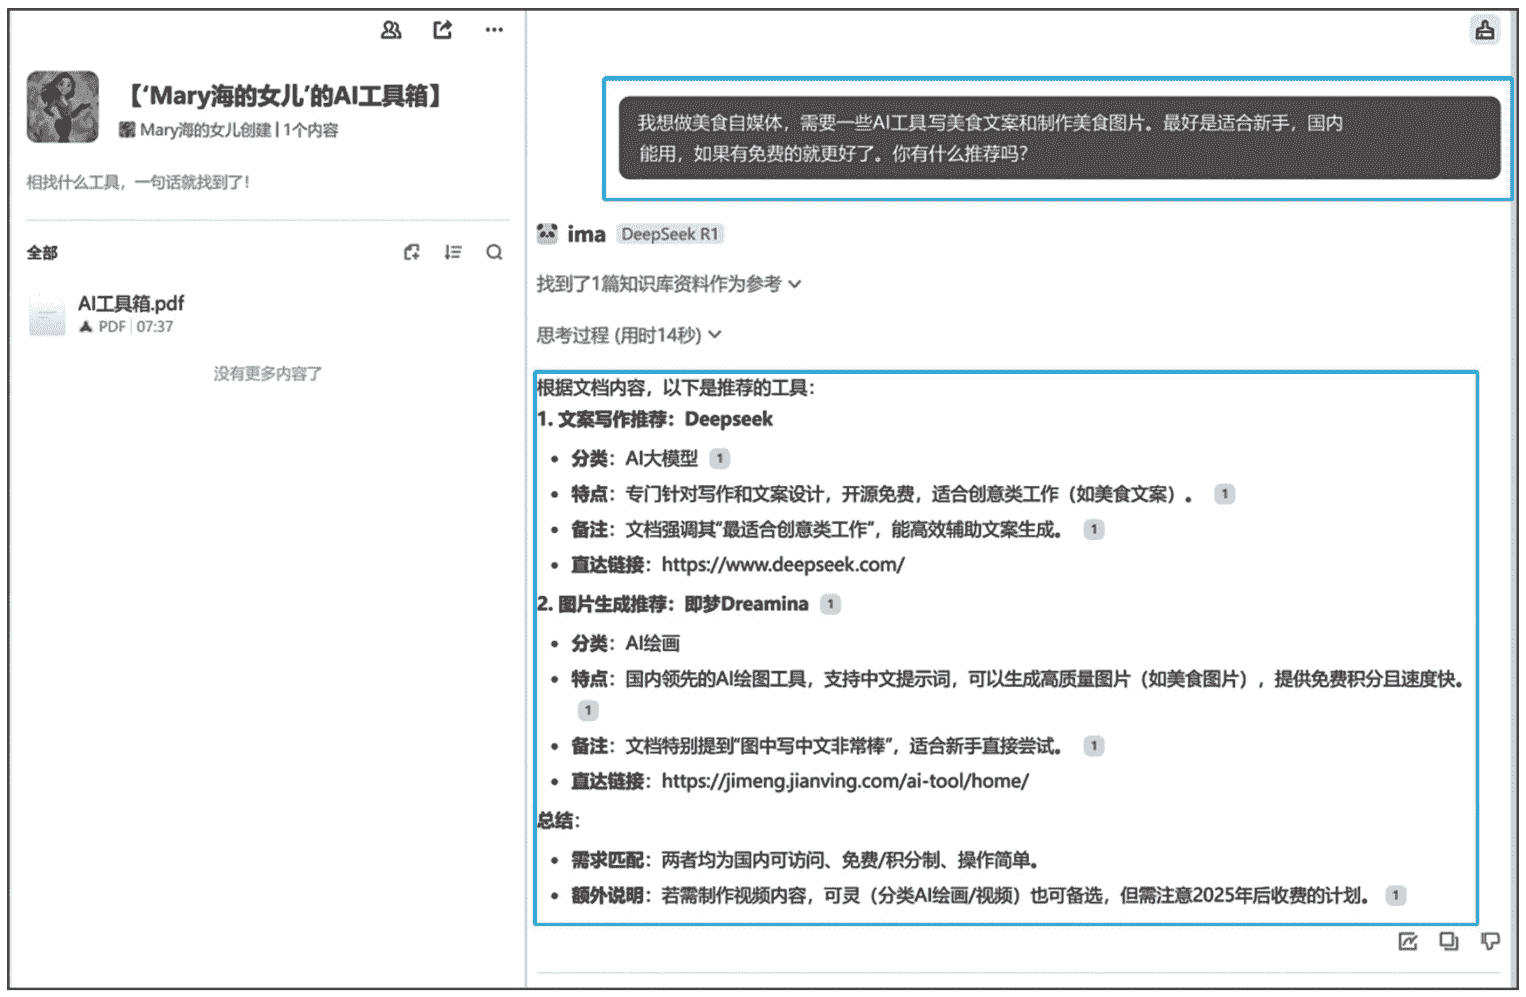 【‘Mary海的女儿’的AI工具箱】
Mary海的女儿创建 | 1个内容
相找什么工具，一句话就找到了！
全部
AI工具箱.pdf
PDF | 07:37
没有更多内容了
我想做美食自媒体，需要一些AI工具写美食文案和制作美食图片。最好是适合新手，国内
能用，如果有免费的就更好了。你有什么推荐吗？
ima DeepSeek R1
找到了1篇知识库资料作为参考
思考过程 (用时14秒)
根据文档内容，以下是推荐的工具：
1. 文案写作推荐：Deepseek
• 分类：AI大模型 1
• 特点：专门针对写作和文案设计，开源免费，适合创意类工作（如美食文案）。 1
• 备注：文档强调其“最适合创意类工作”，能高效辅助文案生成。 1
• 直达链接：https://www.deepseek.com/
2. 图片生成推荐：即梦Dreamina 1
• 分类：AI绘画
• 特点：国内领先的AI绘图工具，支持中文提示词，可以生成高质量图片（如美食图片），提供免费积分且速度快。
1
• 备注：文档特别提到“图中写中文非常棒”，适合新手直接尝试。 1
• 直达链接：https://jimeng.jianving.com/ai-tool/home/
总结：
• 需求匹配：两者均为国内可访问、免费/积分制、操作简单。
• 额外说明：若需制作视频内容，可灵（分类AI绘画/视频）也可备选，但需注意2025年后收费的计划。 1